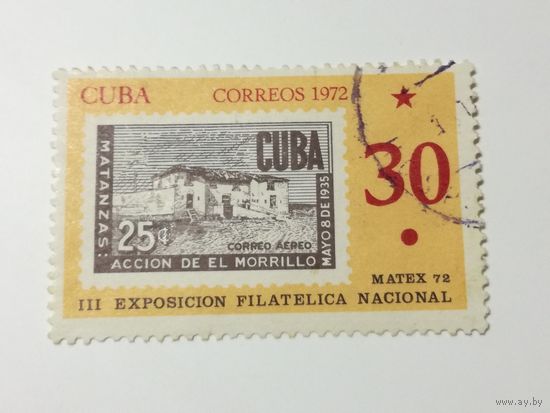 CUBA CORREOS 1972
MATANZAS:
CUBA
MAYO 8 DE 1935
25¢
CORREO AEREO
ACCION DE EL MORRILLO
30
MATEX 72
III EXPOSICION FILATELICA NACIONAL
www.ay.by